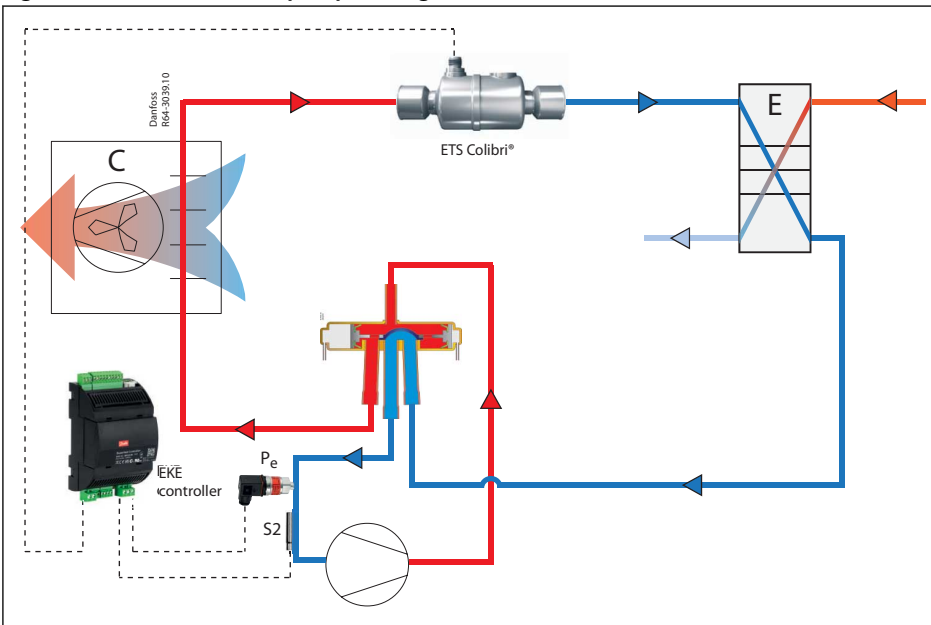 Danfoss
R64-3039.10
ETS Colibri®
E
C
EKE
controller
Pe
S2